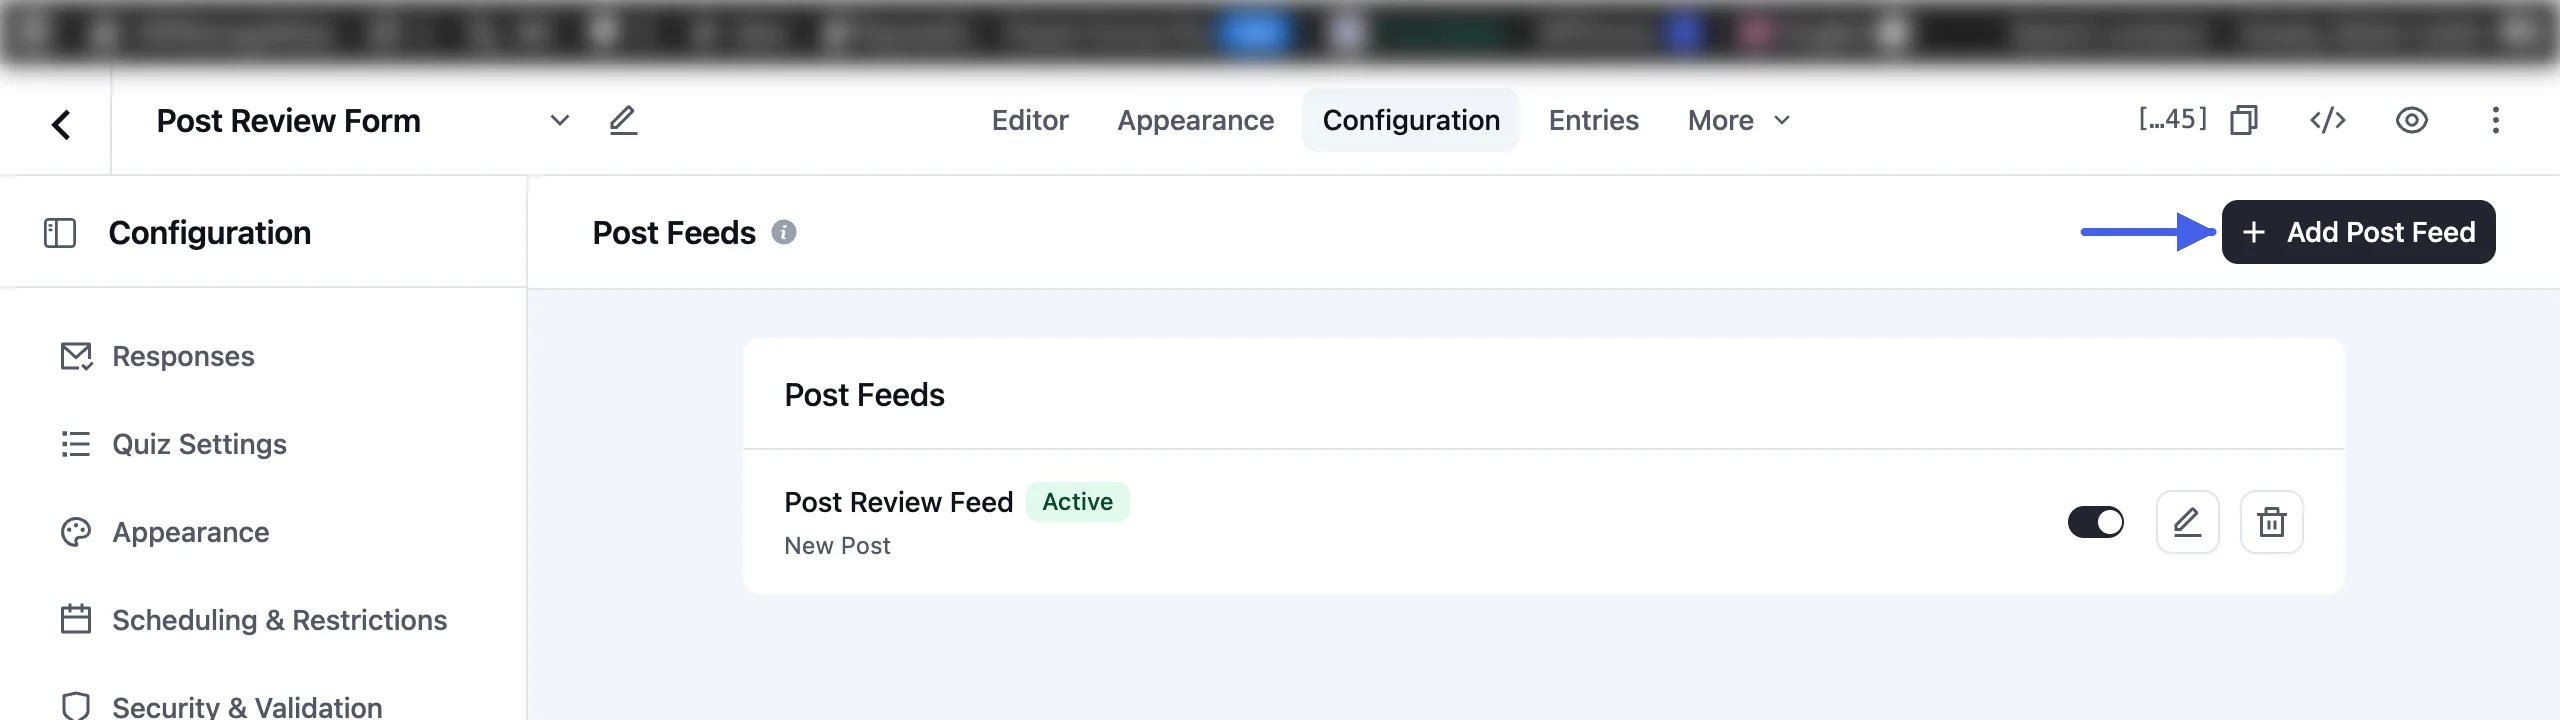 Post Review Form
Editor
Appearance
Configuration
Entries
More
[...45]
Configuration
Post Feeds
+ Add Post Feed
Responses
Quiz Settings
Appearance
Scheduling & Restrictions
Security & Validation
Post Feeds
Post Review Feed
Active
New Post